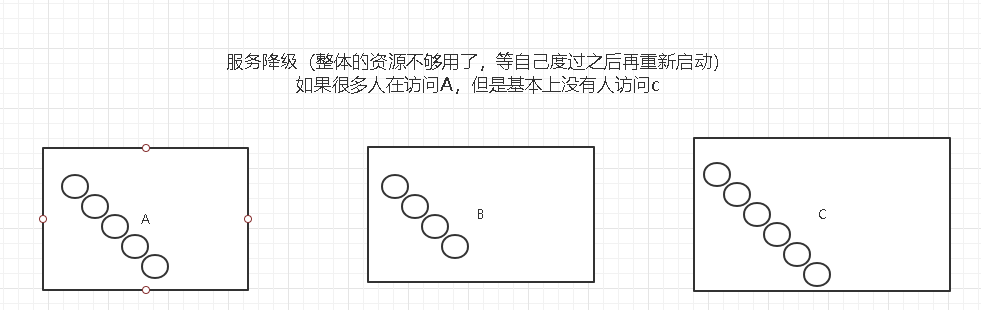 服务降级（整体的资源不够用了，等自己度过之后再重新启动）
如果很多人在访问A，但是基本上没有人访问c
A
B
C